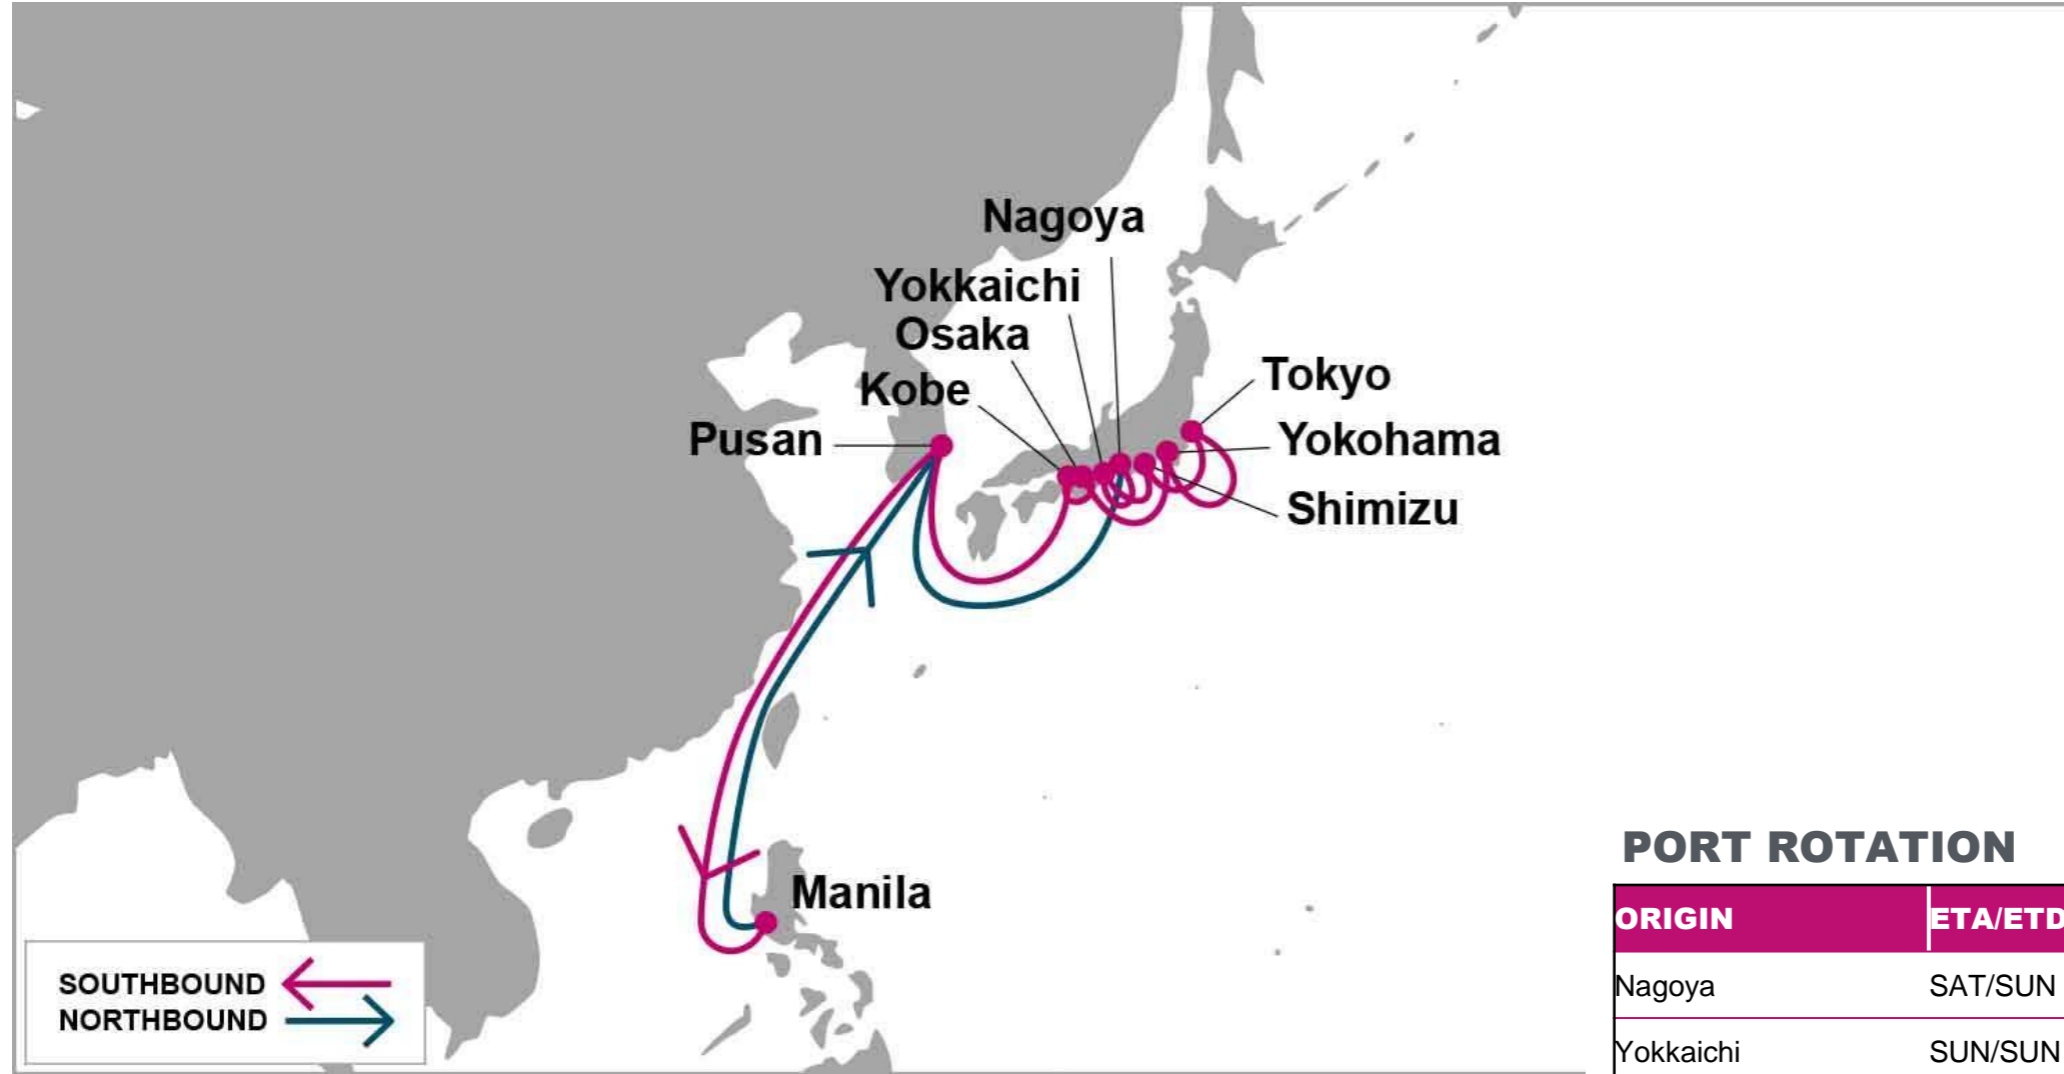 Nagoya
Yokkaichi
Osaka
Kobe
Pusan
Tokyo
Yokohama
Shimizu
Manila
SOUTHBOUND
NORTHBOUND
PORT ROTATION
ORIGIN ETA/ETD
Nagoya SAT/SUN
Yokkaichi SUN/SUN